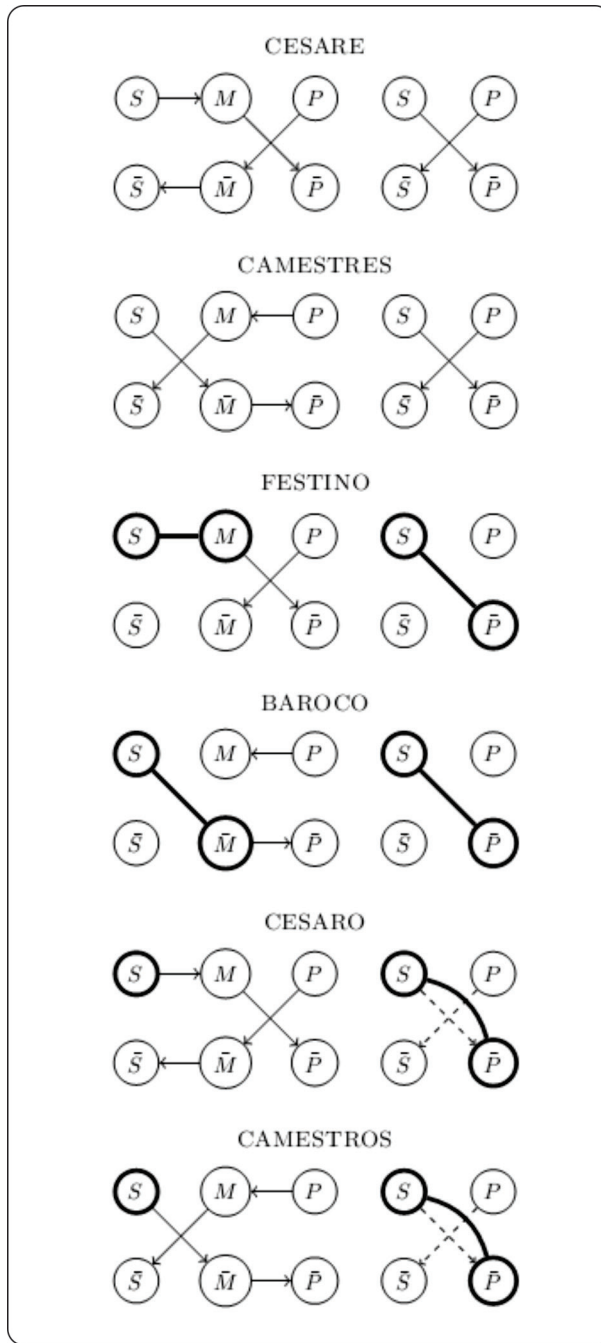 CESARE
S M P S P
S̄ M̄ P̄ S̄ P̄
CAMESTRES
S M P S P
S̄ M̄ P̄ S̄ P̄
FESTINO
S M P S P
S̄ M̄ P̄ S̄ P̄
BAROCO
S M P S P
S̄ M̄ P̄ S̄ P̄
CESARO
S M P S P
S̄ M̄ P̄ S̄ P̄
CAMESTROS
S M P S P
S̄ M̄ P̄ S̄ P̄